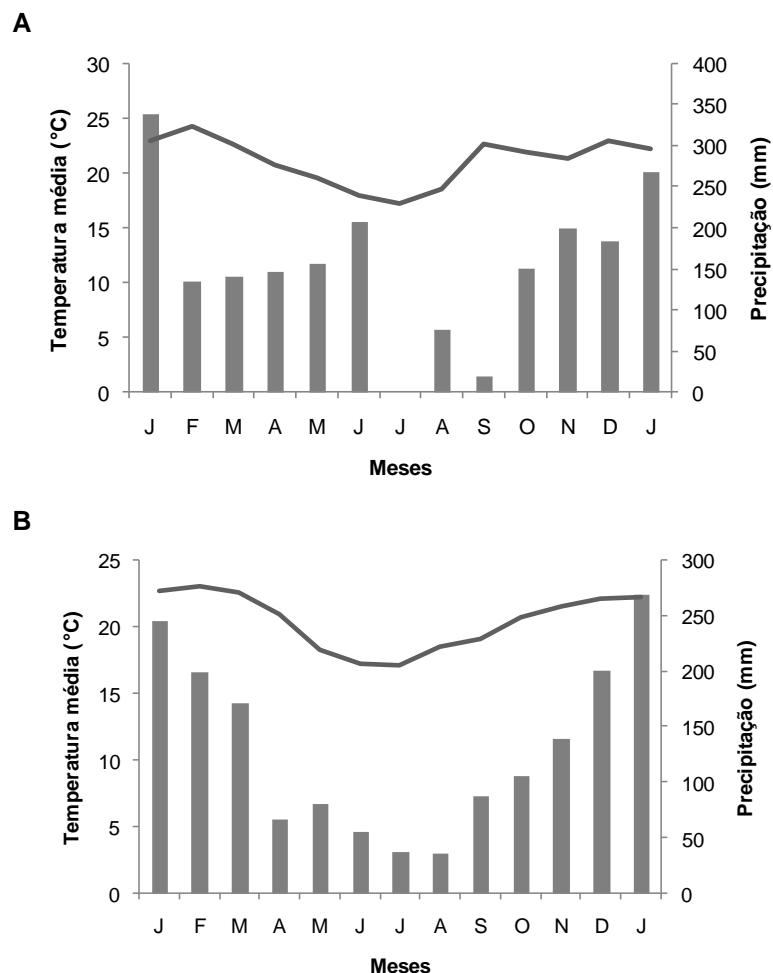 A
30
25
20
15
10
5
0
Temperatura média (°C)
400
350
300
250
200
150
100
50
0
Precipitação (mm)
J F M A M J J A S O N D J
Meses
B
25
20
15
10
5
0
Temperatura média (°C)
300
250
200
150
100
50
0
Precipitação (mm)
J F M A M J J A S O N D J
Meses